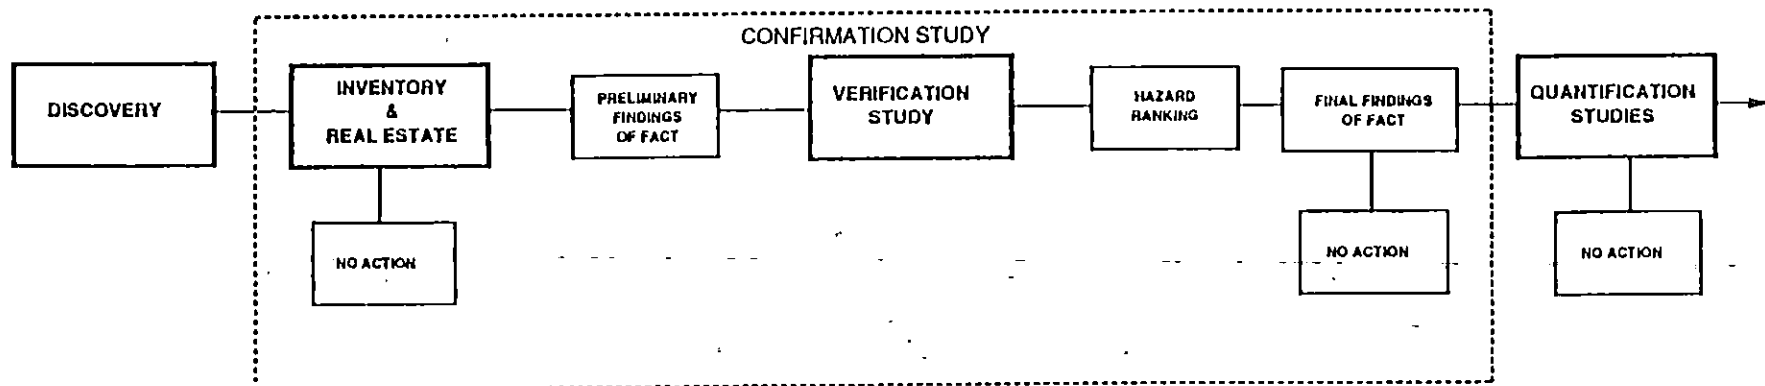 CONFIRMATION STUDY
DISCOVERY
INVENTORY
&
REAL ESTATE
PRELIMINARY
FINDINGS
OF FACT
VERIFICATION
STUDY
HAZARD
RANKING
FINAL FINDINGS
OF FACT
QUANTIFICATION
STUDIES
NO ACTION
NO ACTION
NO ACTION